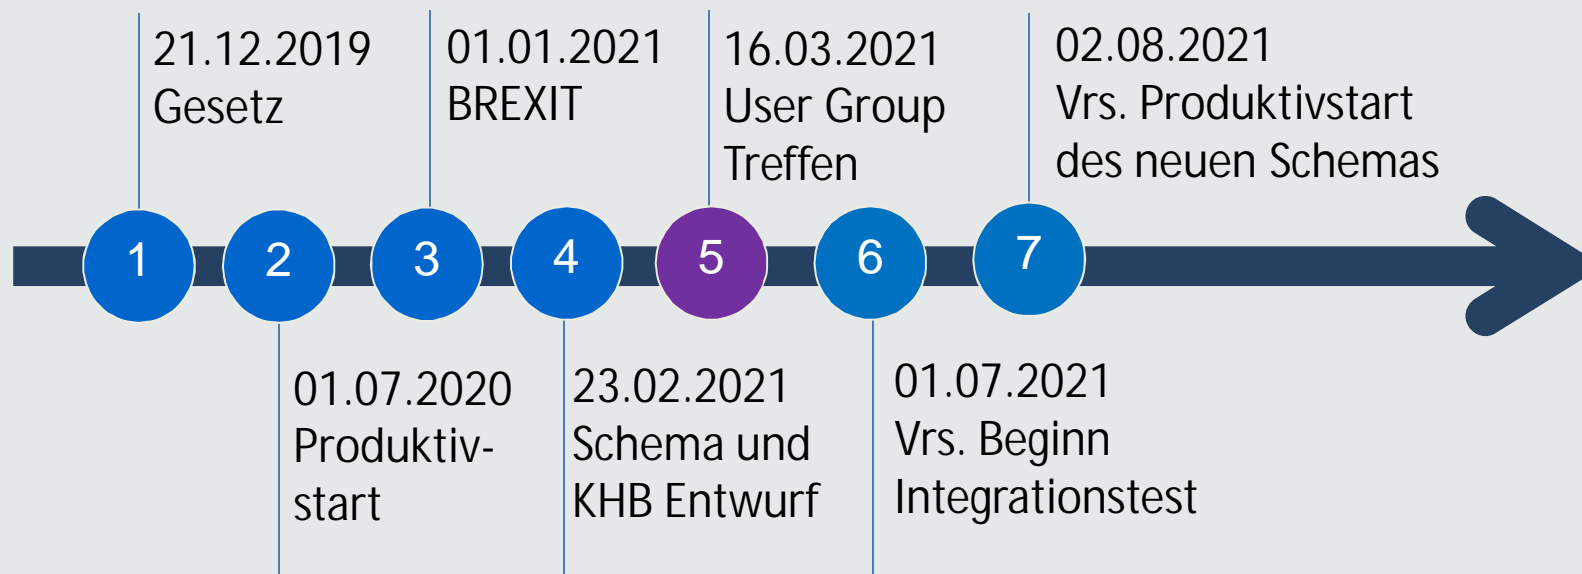 21.12.2019
Gesetz
01.01.2021
BREXIT
16.03.2021
User Group
Treffen
02.08.2021
Vrs. Produktivstart
des neuen Schemas
1
2
3
4
5
6
7
01.07.2020
Produktiv-
start
23.02.2021
Schema und
KHB Entwurf
01.07.2021
Vrs. Beginn
Integrationstest